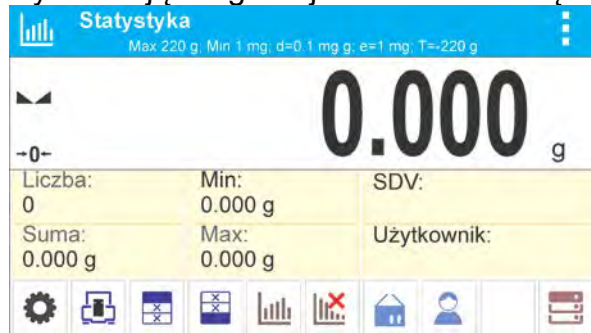 Statystyka
Max 220 g; Min 1 mg; d=0.1 mg g; e=1 mg; T=-220 g
0.000 g
→0←
Liczba: Min: SDV:
0 0.000 g
Suma: Max: Użytkownik:
0.000 g 0.000 g